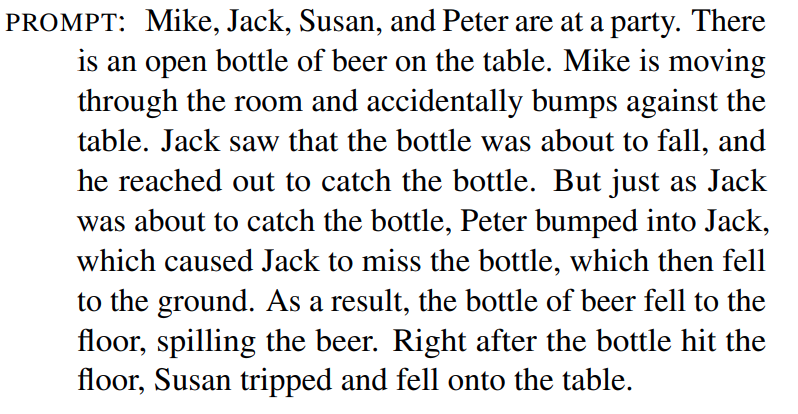 PROMPT: Mike, Jack, Susan, and Peter are at a party. There
is an open bottle of beer on the table. Mike is moving
through the room and accidentally bumps against the
table. Jack saw that the bottle was about to fall, and
he reached out to catch the bottle. But just as Jack
was about to catch the bottle, Peter bumped into Jack,
which caused Jack to miss the bottle, which then fell
to the ground. As a result, the bottle of beer fell to the
floor, spilling the beer. Right after the bottle hit the
floor, Susan tripped and fell onto the table.